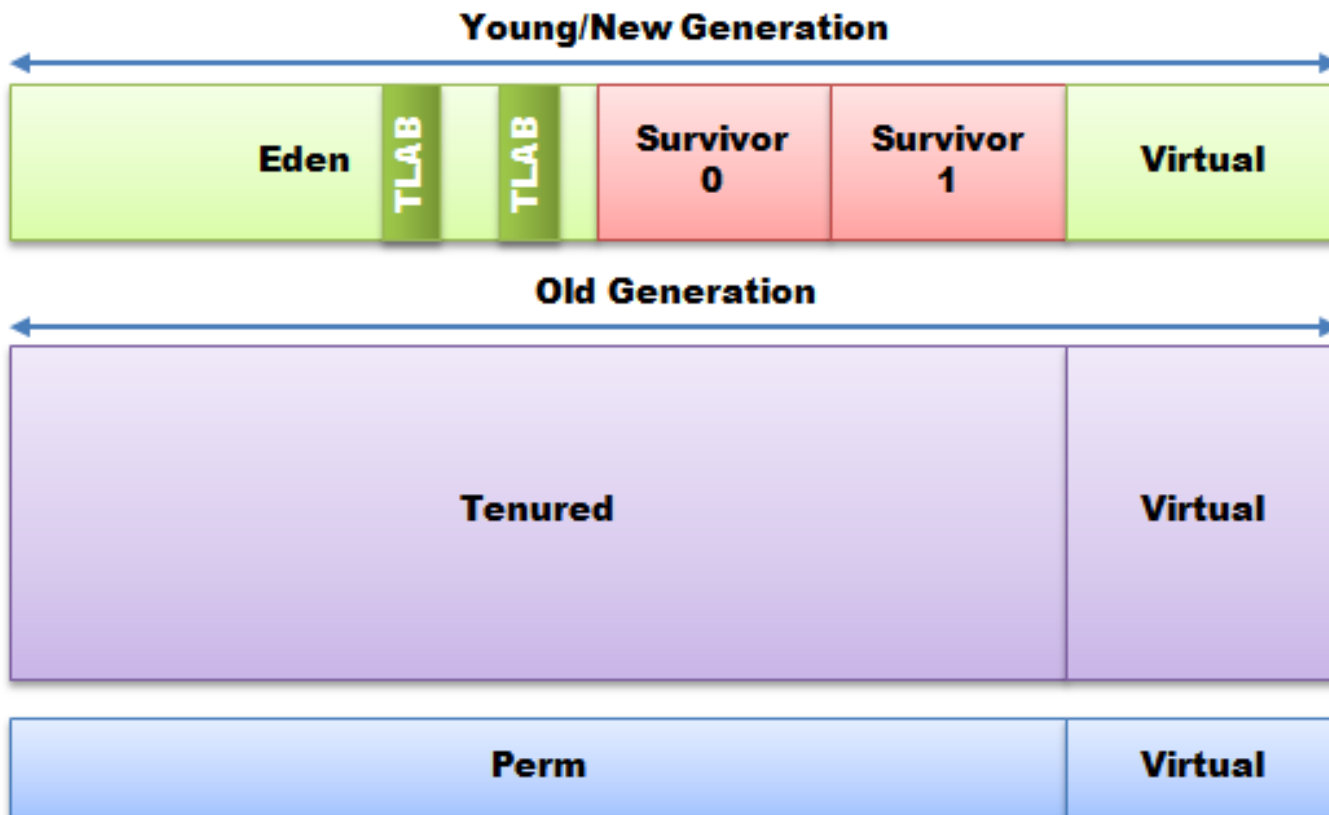 Young/New Generation
Eden
TLAB
TLAB
Survivor
0
Survivor
1
Virtual
Old Generation
Tenured
Virtual
Perm
Virtual